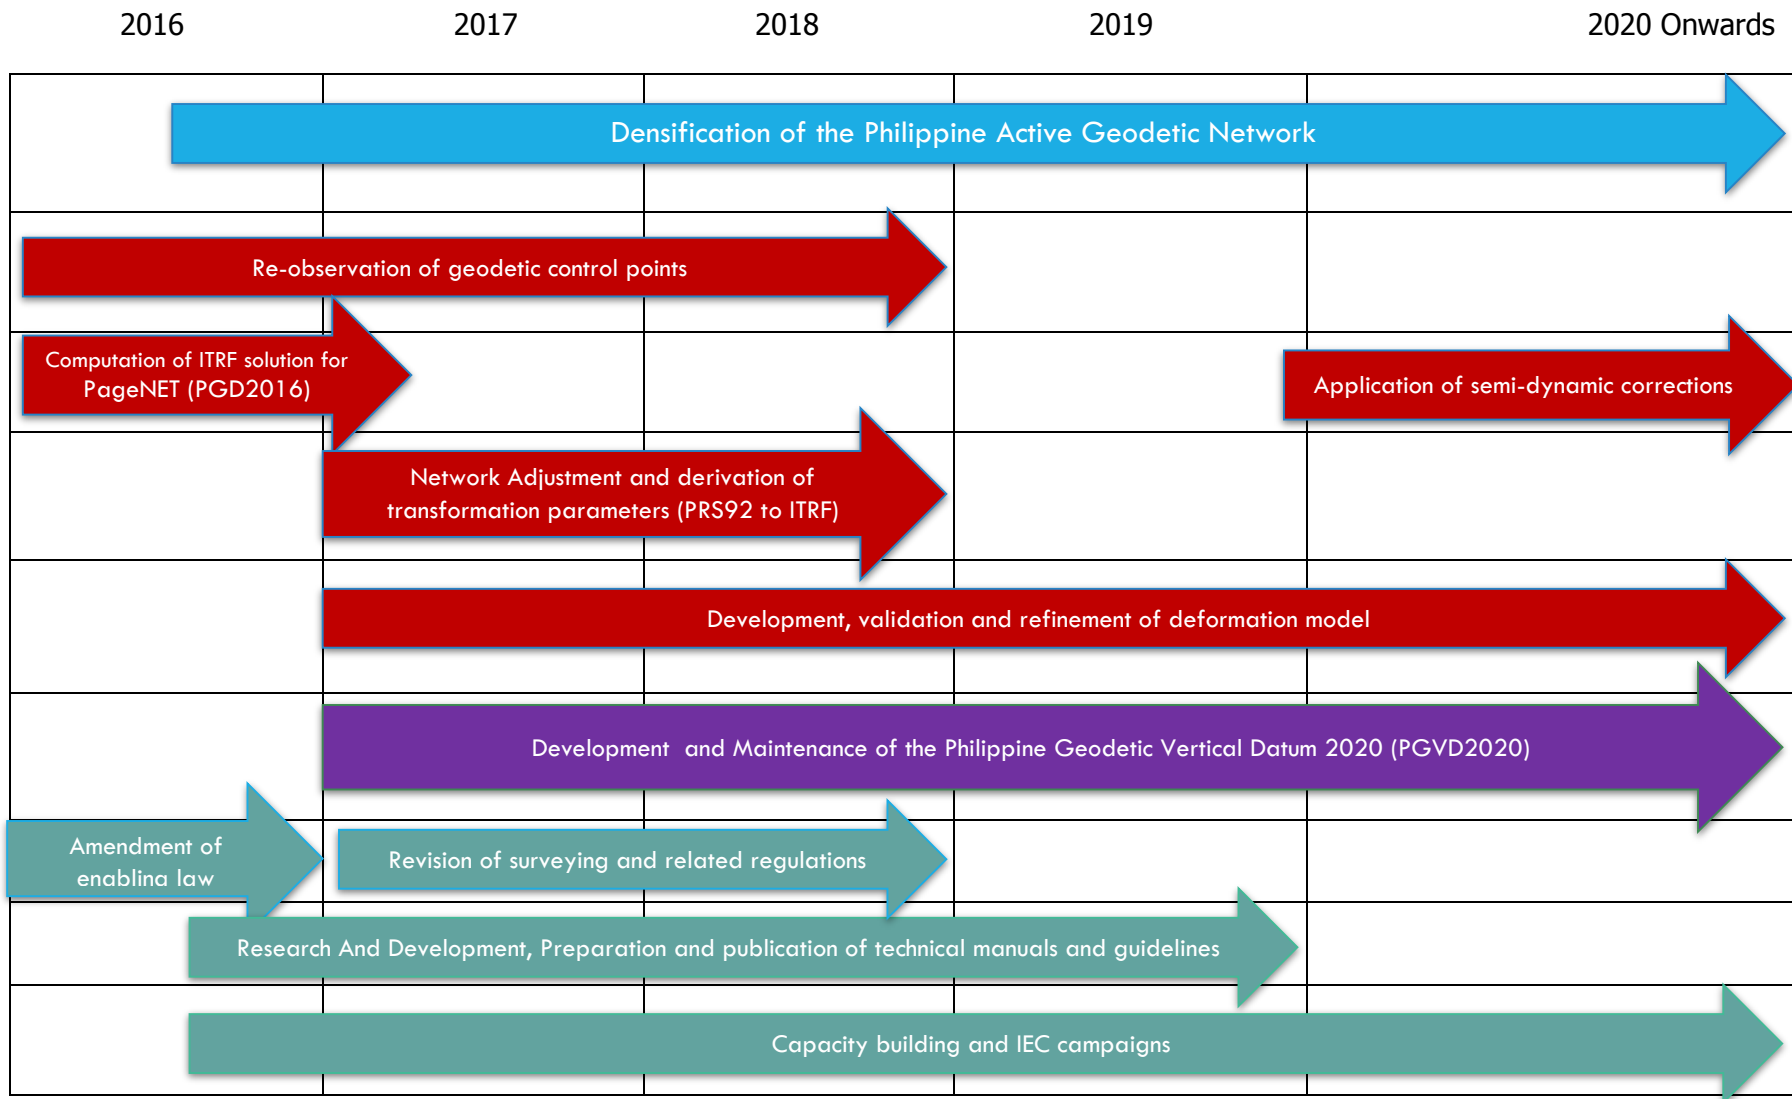 2016 2017 2018 2019 2020 Onwards
Densification of the Philippine Active Geodetic Network
Re-observation of geodetic control points
Computation of ITRF solution for
PageNET (PGD2016)
Application of semi-dynamic corrections
Network Adjustment and derivation of
transformation parameters (PRS92 to ITRF)
Development, validation and refinement of deformation model
Development and Maintenance of the Philippine Geodetic Vertical Datum 2020 (PGVD2020)
Amendment of
enabling law
Revision of surveying and related regulations
Research And Development, Preparation and publication of technical manuals and guidelines
Capacity building and IEC campaigns